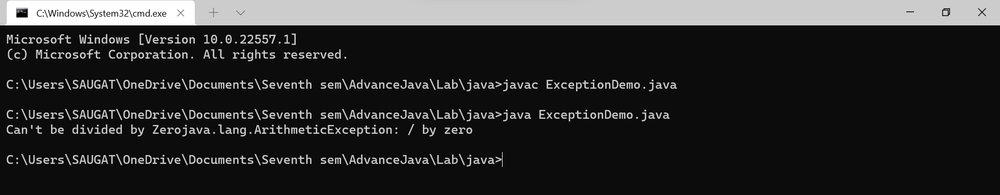 C:\Windows\System32\cmd.exe
Microsoft Windows [Version 10.0.22557.1]
(c) Microsoft Corporation. All rights reserved.
C:\Users\SAUGAT\OneDrive\Documents\Seventh sem\AdvanceJava\Lab\java>javac ExceptionDemo.java
C:\Users\SAUGAT\OneDrive\Documents\Seventh sem\AdvanceJava\Lab\java>java ExceptionDemo.java
Can't be divided by Zerojava.lang.ArithmeticException: / by zero
C:\Users\SAUGAT\OneDrive\Documents\Seventh sem\AdvanceJava\Lab\java>